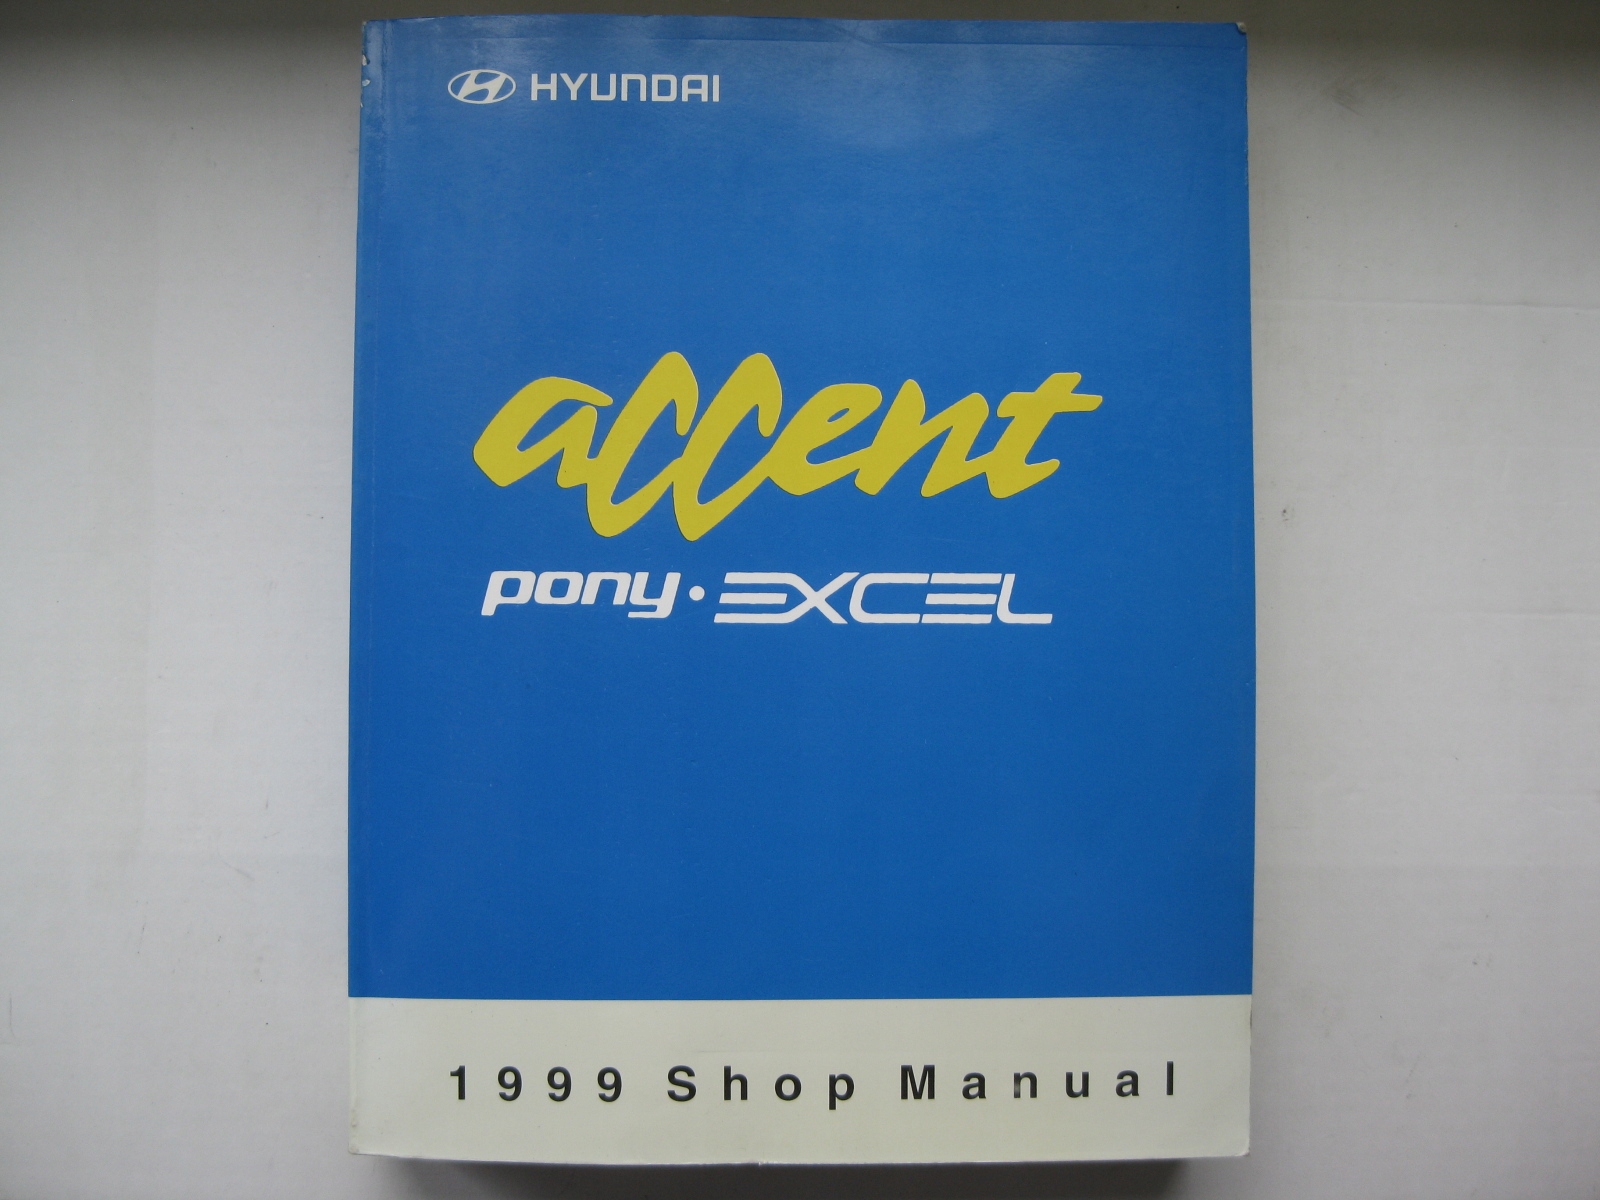 HYUNDAI
accent
pony • EXCEL
1999 Shop Manual